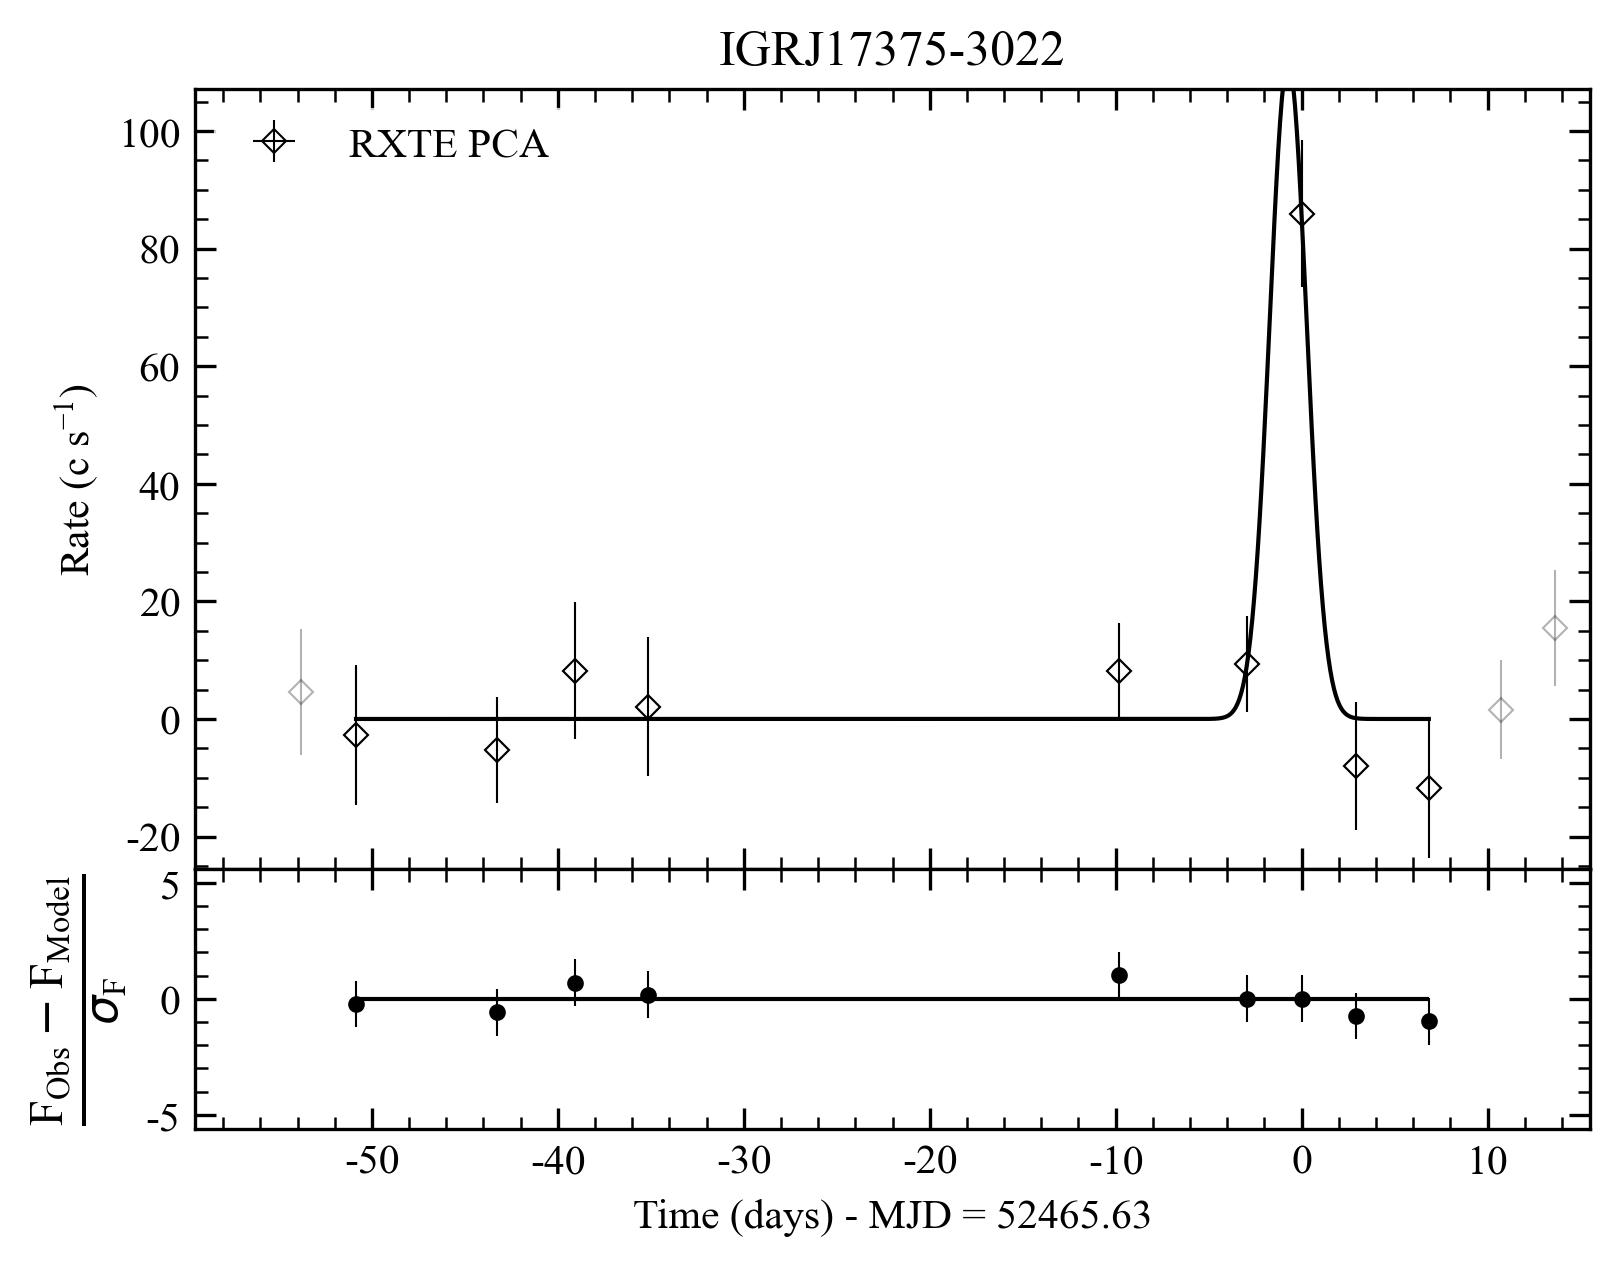 IGRJ17375-3022
RXTE PCA
100
80
60
40
20
0
-20
Rate (c s⁻¹)
5
0
-5
F_Obs − F_Model
σ_F
-50 -40 -30 -20 -10 0 10
Time (days) - MJD = 52465.63